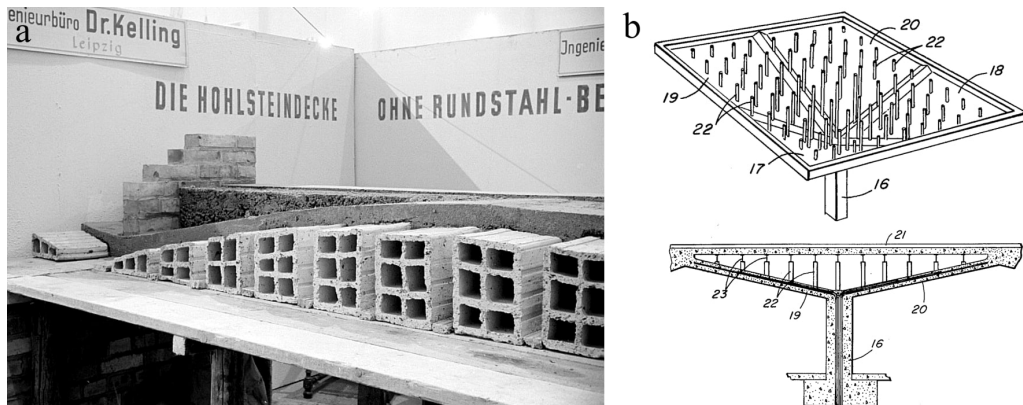 a
enieurbüro Dr.Kelling
Leipzig
Jngenie
DIE HOHLSTEINDECKE
OHNE RUNDSTAHL-BE
b
20
22
18
19
22
17
16
21
23
22
19
20
16